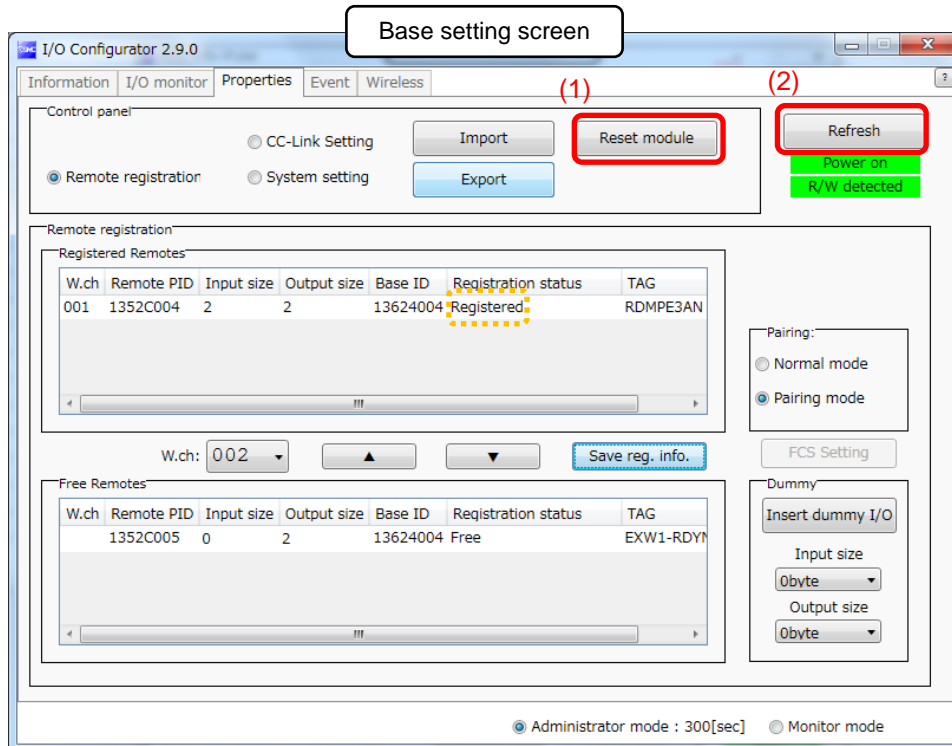 Base setting screen
I/O Configurator 2.9.0
Information I/O monitor Properties Event Wireless
?
(1)
(2)
Control panel
CC-Link Setting
Import
Reset module
Refresh
Remote registration
System setting
Export
Power on
R/W detected
Remote registration
Registered Remotes
W.ch Remote PID Input size Output size Base ID Registration status TAG
001 1352C004 2 2 13624004 Registered RDMPE3AN
Pairing:
Normal mode
Pairing mode
W.ch: 002 ▲ ▼ Save reg. info.
FCS Setting
Free Remotes
W.ch Remote PID Input size Output size Base ID Registration status TAG
1352C005 0 2 13624004 Free EXW1-RDYN
Dummy
Insert dummy I/O
Input size
0byte
Output size
0byte
Administrator mode : 300[sec] Monitor mode